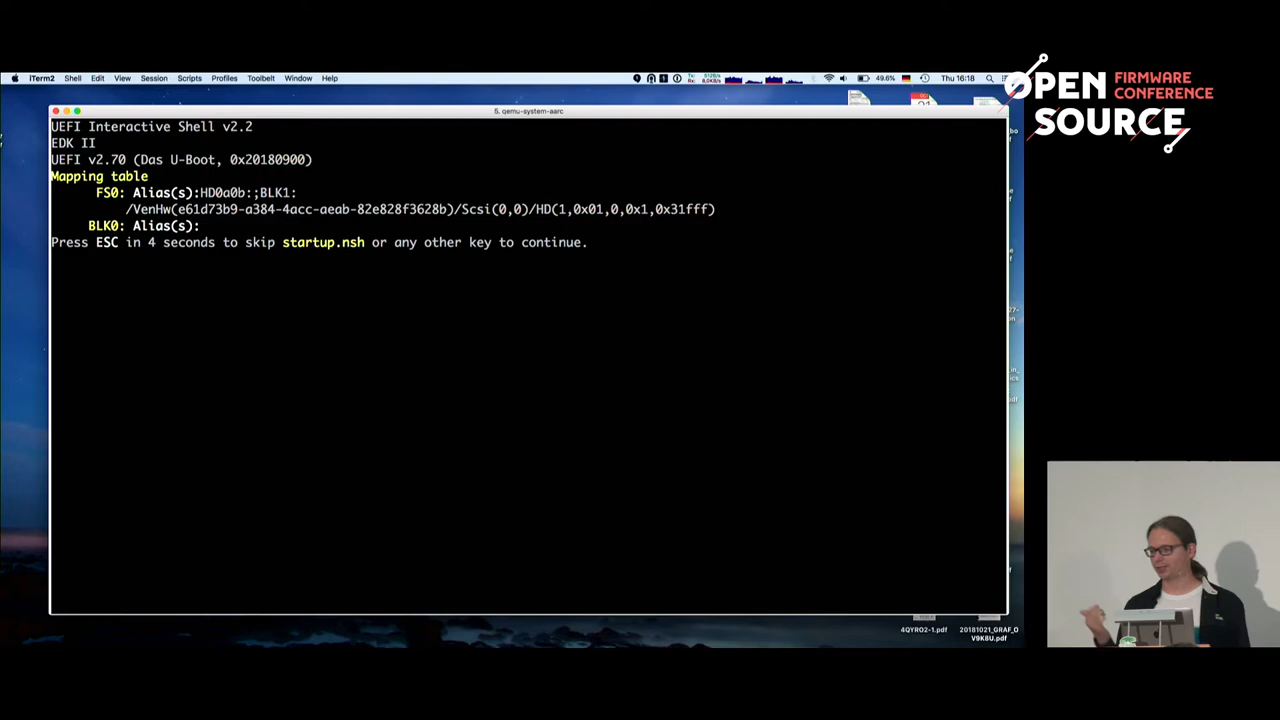 iTerm2 Shell Edit View Session Scripts Profiles Toolbelt Window Help
49.6% Thu 16:18
OPEN SOURCE FIRMWARE CONFERENCE
5. qemu-system-aarc
UEFI Interactive Shell v2.2
EDK II
UEFI v2.70 (Das U-Boot, 0x20180900)
Mapping table
FS0: Alias(s):HD0a0b:;BLK1:
/VenHw(e61d73b9-a384-4acc-aeab-82e828f3628b)/Scsi(0,0)/HD(1,0x01,0,0x1,0x31fff)
BLK0: Alias(s):
Press ESC in 4 seconds to skip startup.nsh or any other key to continue.
4QYRO2-1.pdf
20181021_GRAF_O
V9K8U.pdf